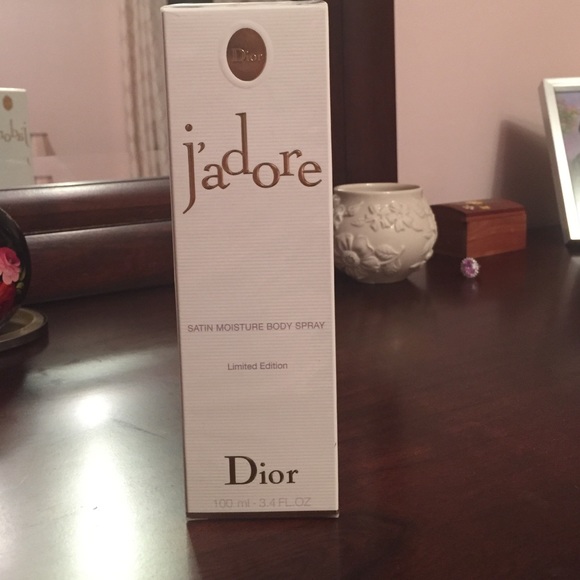 Dior
j'adore
SATIN MOISTURE BODY SPRAY
Limited Edition
Dior
100 ml - 3.4 FL.OZ